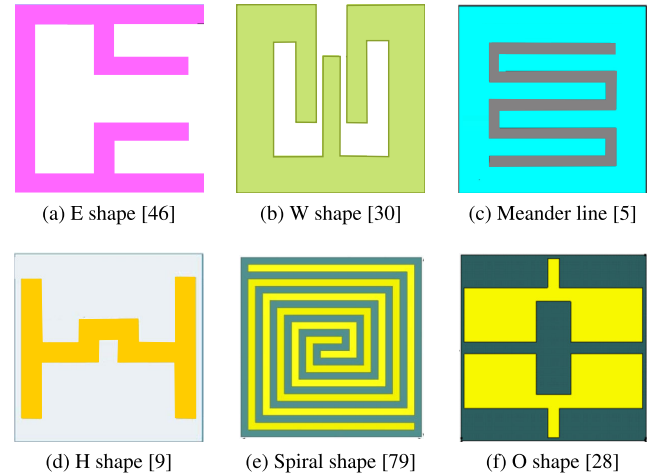 (a) E shape [46]
(b) W shape [30]
(c) Meander line [5]
(d) H shape [9]
(e) Spiral shape [79]
(f) O shape [28]